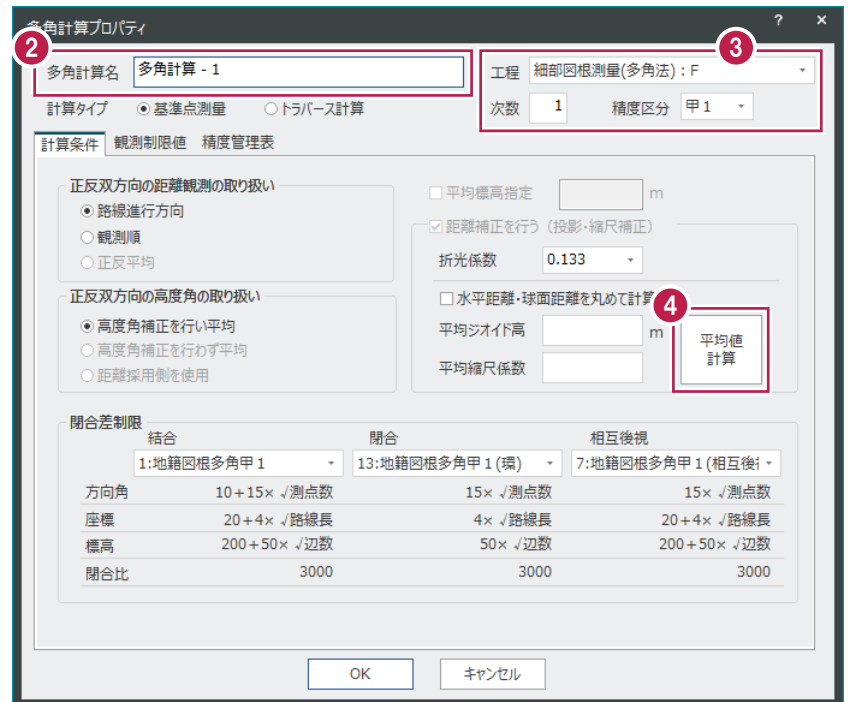 多角計算プロパティ ? ×
2 3
多角計算名 多角計算 - 1 工程 細部図根測量(多角法) : F
計算タイプ 基準点測量 トラバース計算 次数 1 精度区分 甲1
計算条件 観測制限値 精度管理表
正反双方向の距離観測の取り扱い
路線進行方向
観測順
正反平均
正反双方向の高度角の取り扱い
高度角補正を行い平均
高度角補正を行わず平均
距離採用側を使用
平均標高指定 m
距離補正を行う (投影・縮尺補正)
折光係数 0.133
水平距離・球面距離を丸めて計算
4
平均ジオイド高 m
平均縮尺係数
平均値
計算
閉合差制限
結合 閉合 相互後視
1:地籍図根多角甲1 13:地籍図根多角甲1(環) 7:地籍図根多角甲1(相互後
方向角 10+15× √測点数 15× √測点数 15× √測点数
座標 20+4× √路線長 4× √路線長 20+4× √路線長
標高 200+50× √辺数 50× √辺数 200+50× √辺数
閉合比 3000 3000 3000
OK キャンセル